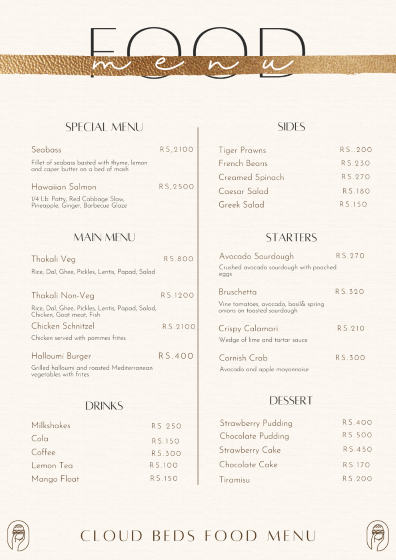 FOOD
menu
SPECIAL MENU
Seabass RS,2100
Fillet of seabass basted with thyme, lemon
and caper butter on a bed of mash
Hawaiian Salmon RS,2500
1/4 Lb. Patty, Red Cabbage Slaw,
Pineapple, Ginger, Barbecue Glaze
MAIN MENU
Thakali Veg RS.800
Rice, Dal, Ghee, Pickles, Lentis, Papad, Salad
Thakali Non-Veg RS.1200
Rice, Dal, Ghee, Pickles, Lentis, Papad, Salad,
Chicken, Goat meat, Fish
Chicken Schnitzel RS.2100
Chicken served with pommes frites
Halloumi Burger RS.400
Grilled halloumi and roasted Mediterranean
vegetables with frites
DRINKS
Milkshakes RS 250
Cola RS.150
Coffee RS.300
Lemon Tea RS.100
Mango Float RS.150
SIDES
Tiger Prawns RS..200
French Beans RS.230
Creamed Spinach RS.270
Caesar Salad RS.180
Greek Salad RS.150
STARTERS
Avocado Sourdough RS.270
Crushed avocado sourdough with poached
eggs
Bruschetta RS.320
Vine tomatoes, avocado, basil& spring
onions on toasted sourdough
Crispy Calamari RS.210
Wedge of lime and tartar sauce
Cornish Crab RS.300
Avocado and apple mayonnaise
DESSERT
Strawberry Pudding RS.400
Chocolate Pudding RS 500
Strawberry Cake RS.450
Chocolate Cake RS.170
Tiramisu RS.200
CLOUD BEDS FOOD MENU